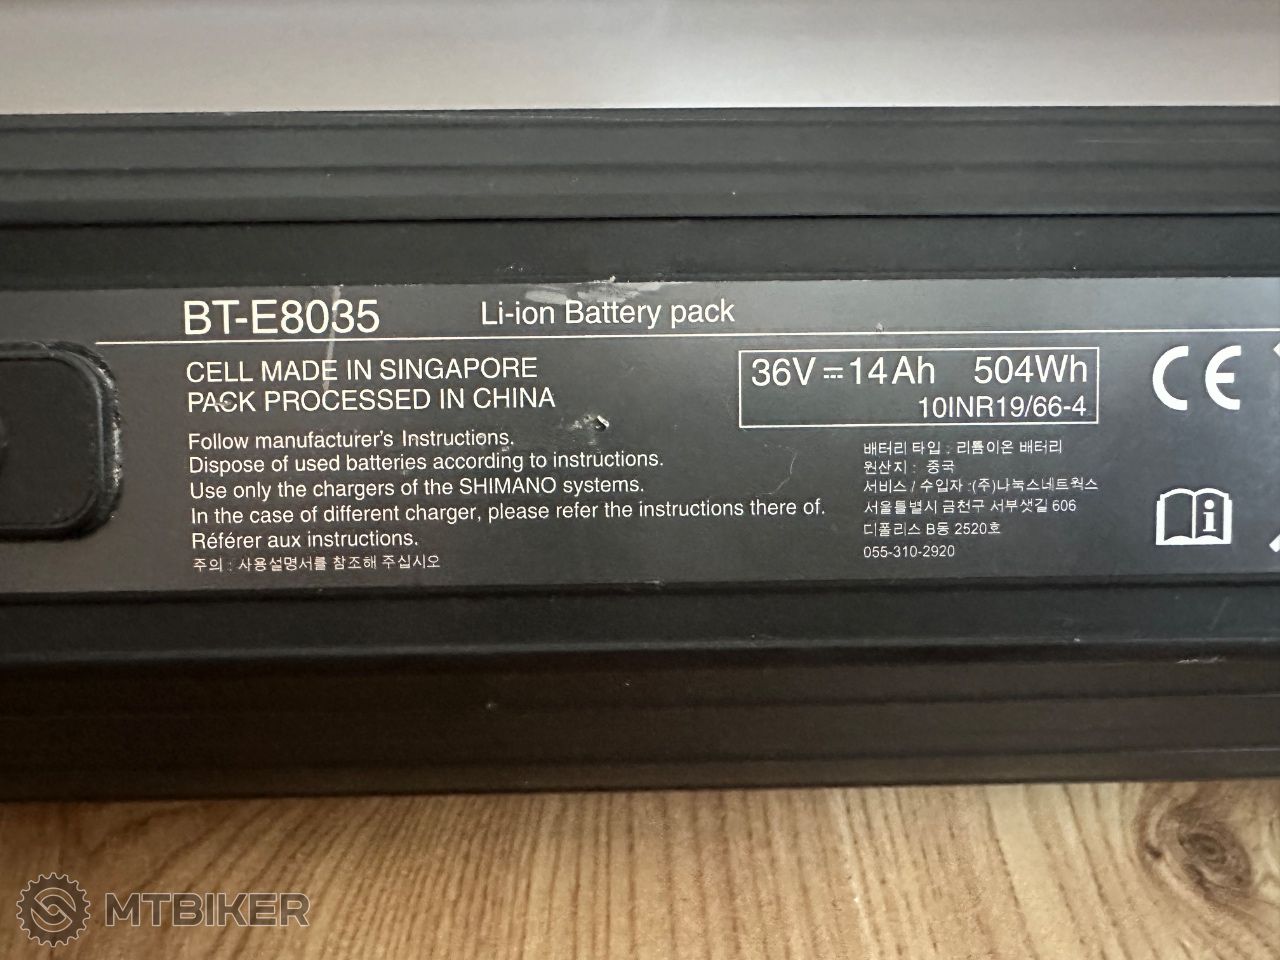 BT-E8035 Li-ion Battery pack
CELL MADE IN SINGAPORE
PACK PROCESSED IN CHINA
Follow manufacturer's Instructions.
Dispose of used batteries according to instructions.
Use only the chargers of the SHIMANO systems.
In the case of different charger, please refer the instructions there of.
Référer aux instructions.
주의 : 사용설명서를 참조해 주십시오
36V ⎓ 14Ah 504Wh
10INR19/66-4
배터리 타입 : 리튬이온 배터리
원산지 : 중국
서비스 / 수입자 :(주)나눅스네트웍스
서울특별시 금천구 서부샛길 606
디폴리스 B동 2520호
055-310-2920
CE
i
MTBIKER